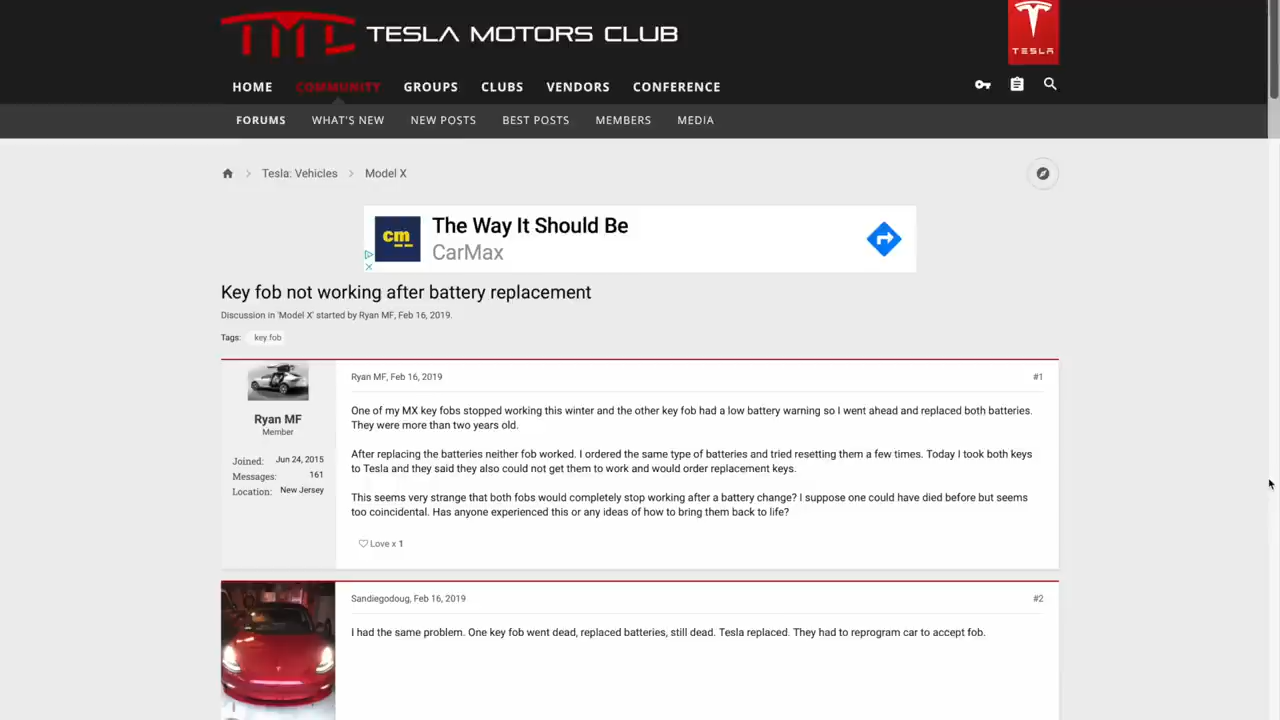 TMC TESLA MOTORS CLUB
TESLA
HOME COMMUNITY GROUPS CLUBS VENDORS CONFERENCE
FORUMS WHAT'S NEW NEW POSTS BEST POSTS MEMBERS MEDIA
Tesla: Vehicles Model X
cm The Way It Should Be
CarMax
Key fob not working after battery replacement
Discussion in 'Model X' started by Ryan MF, Feb 16, 2019.
Tags: key fob
Ryan MF, Feb 16, 2019 #1
Ryan MF
Member
Joined: Jun 24, 2015
Messages: 161
Location: New Jersey
One of my MX key fobs stopped working this winter and the other key fob had a low battery warning so I went ahead and replaced both batteries.
They were more than two years old.
After replacing the batteries neither fob worked. I ordered the same type of batteries and tried resetting them a few times. Today I took both keys
to Tesla and they said they also could not get them to work and would order replacement keys.
This seems very strange that both fobs would completely stop working after a battery change? I suppose one could have died before but seems
too coincidental. Has anyone experienced this or any ideas of how to bring them back to life?
Love x 1
Sandiegodoug, Feb 16, 2019 #2
I had the same problem. One key fob went dead, replaced batteries, still dead. Tesla replaced. They had to reprogram car to accept fob.